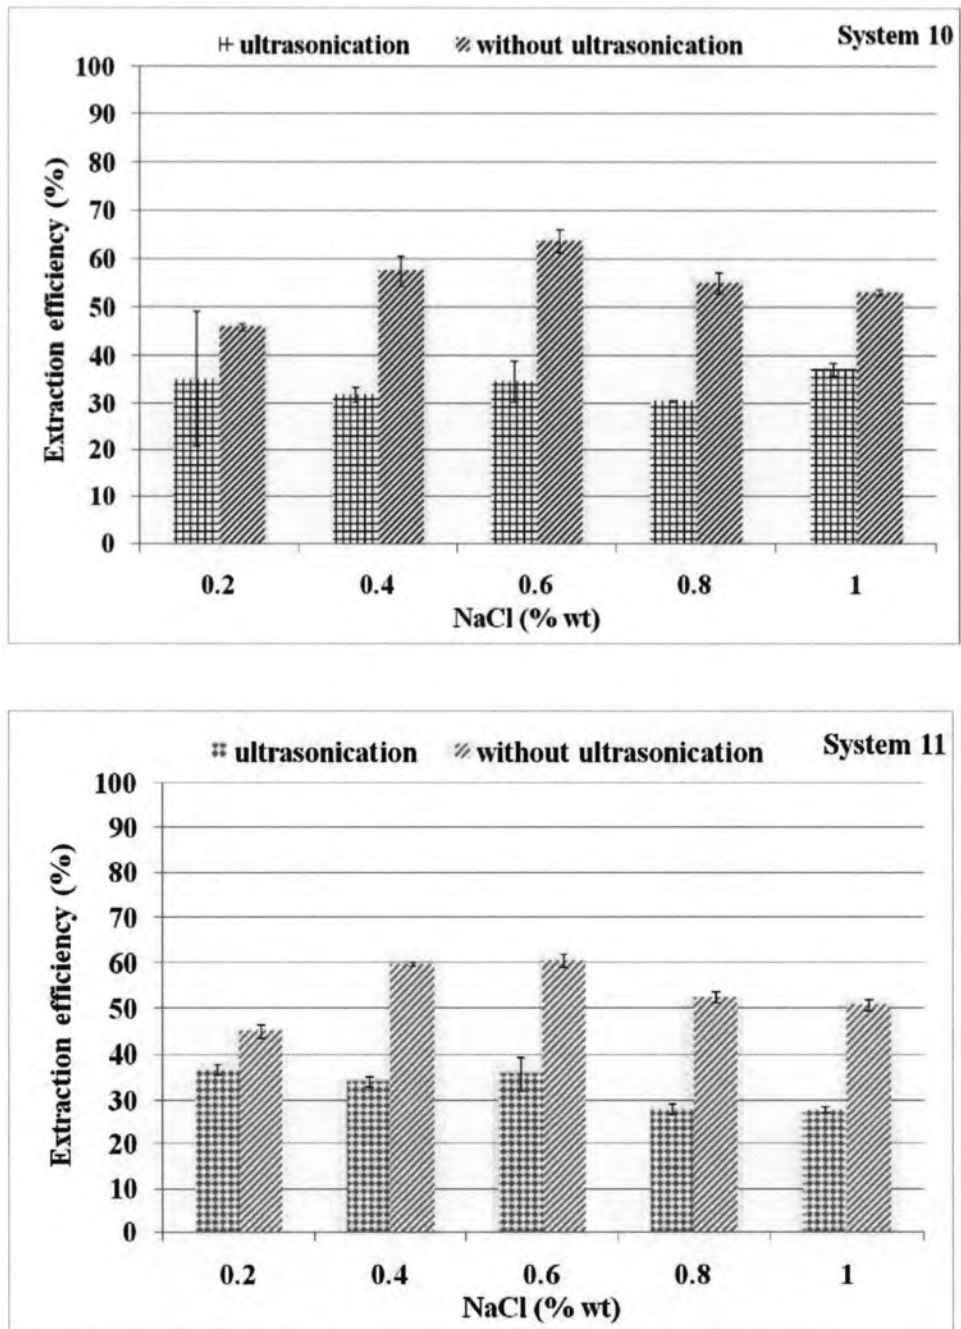 System 10
ultrasonication without ultrasonication
100
90
80
70
60
50
40
30
20
10
0
Extraction efficiency (%)
0.2 0.4 0.6 0.8 1
NaCl (% wt)
System 11
ultrasonication without ultrasonication
100
90
80
70
60
50
40
30
20
10
0
Extraction efficiency (%)
0.2 0.4 0.6 0.8 1
NaCl (% wt)